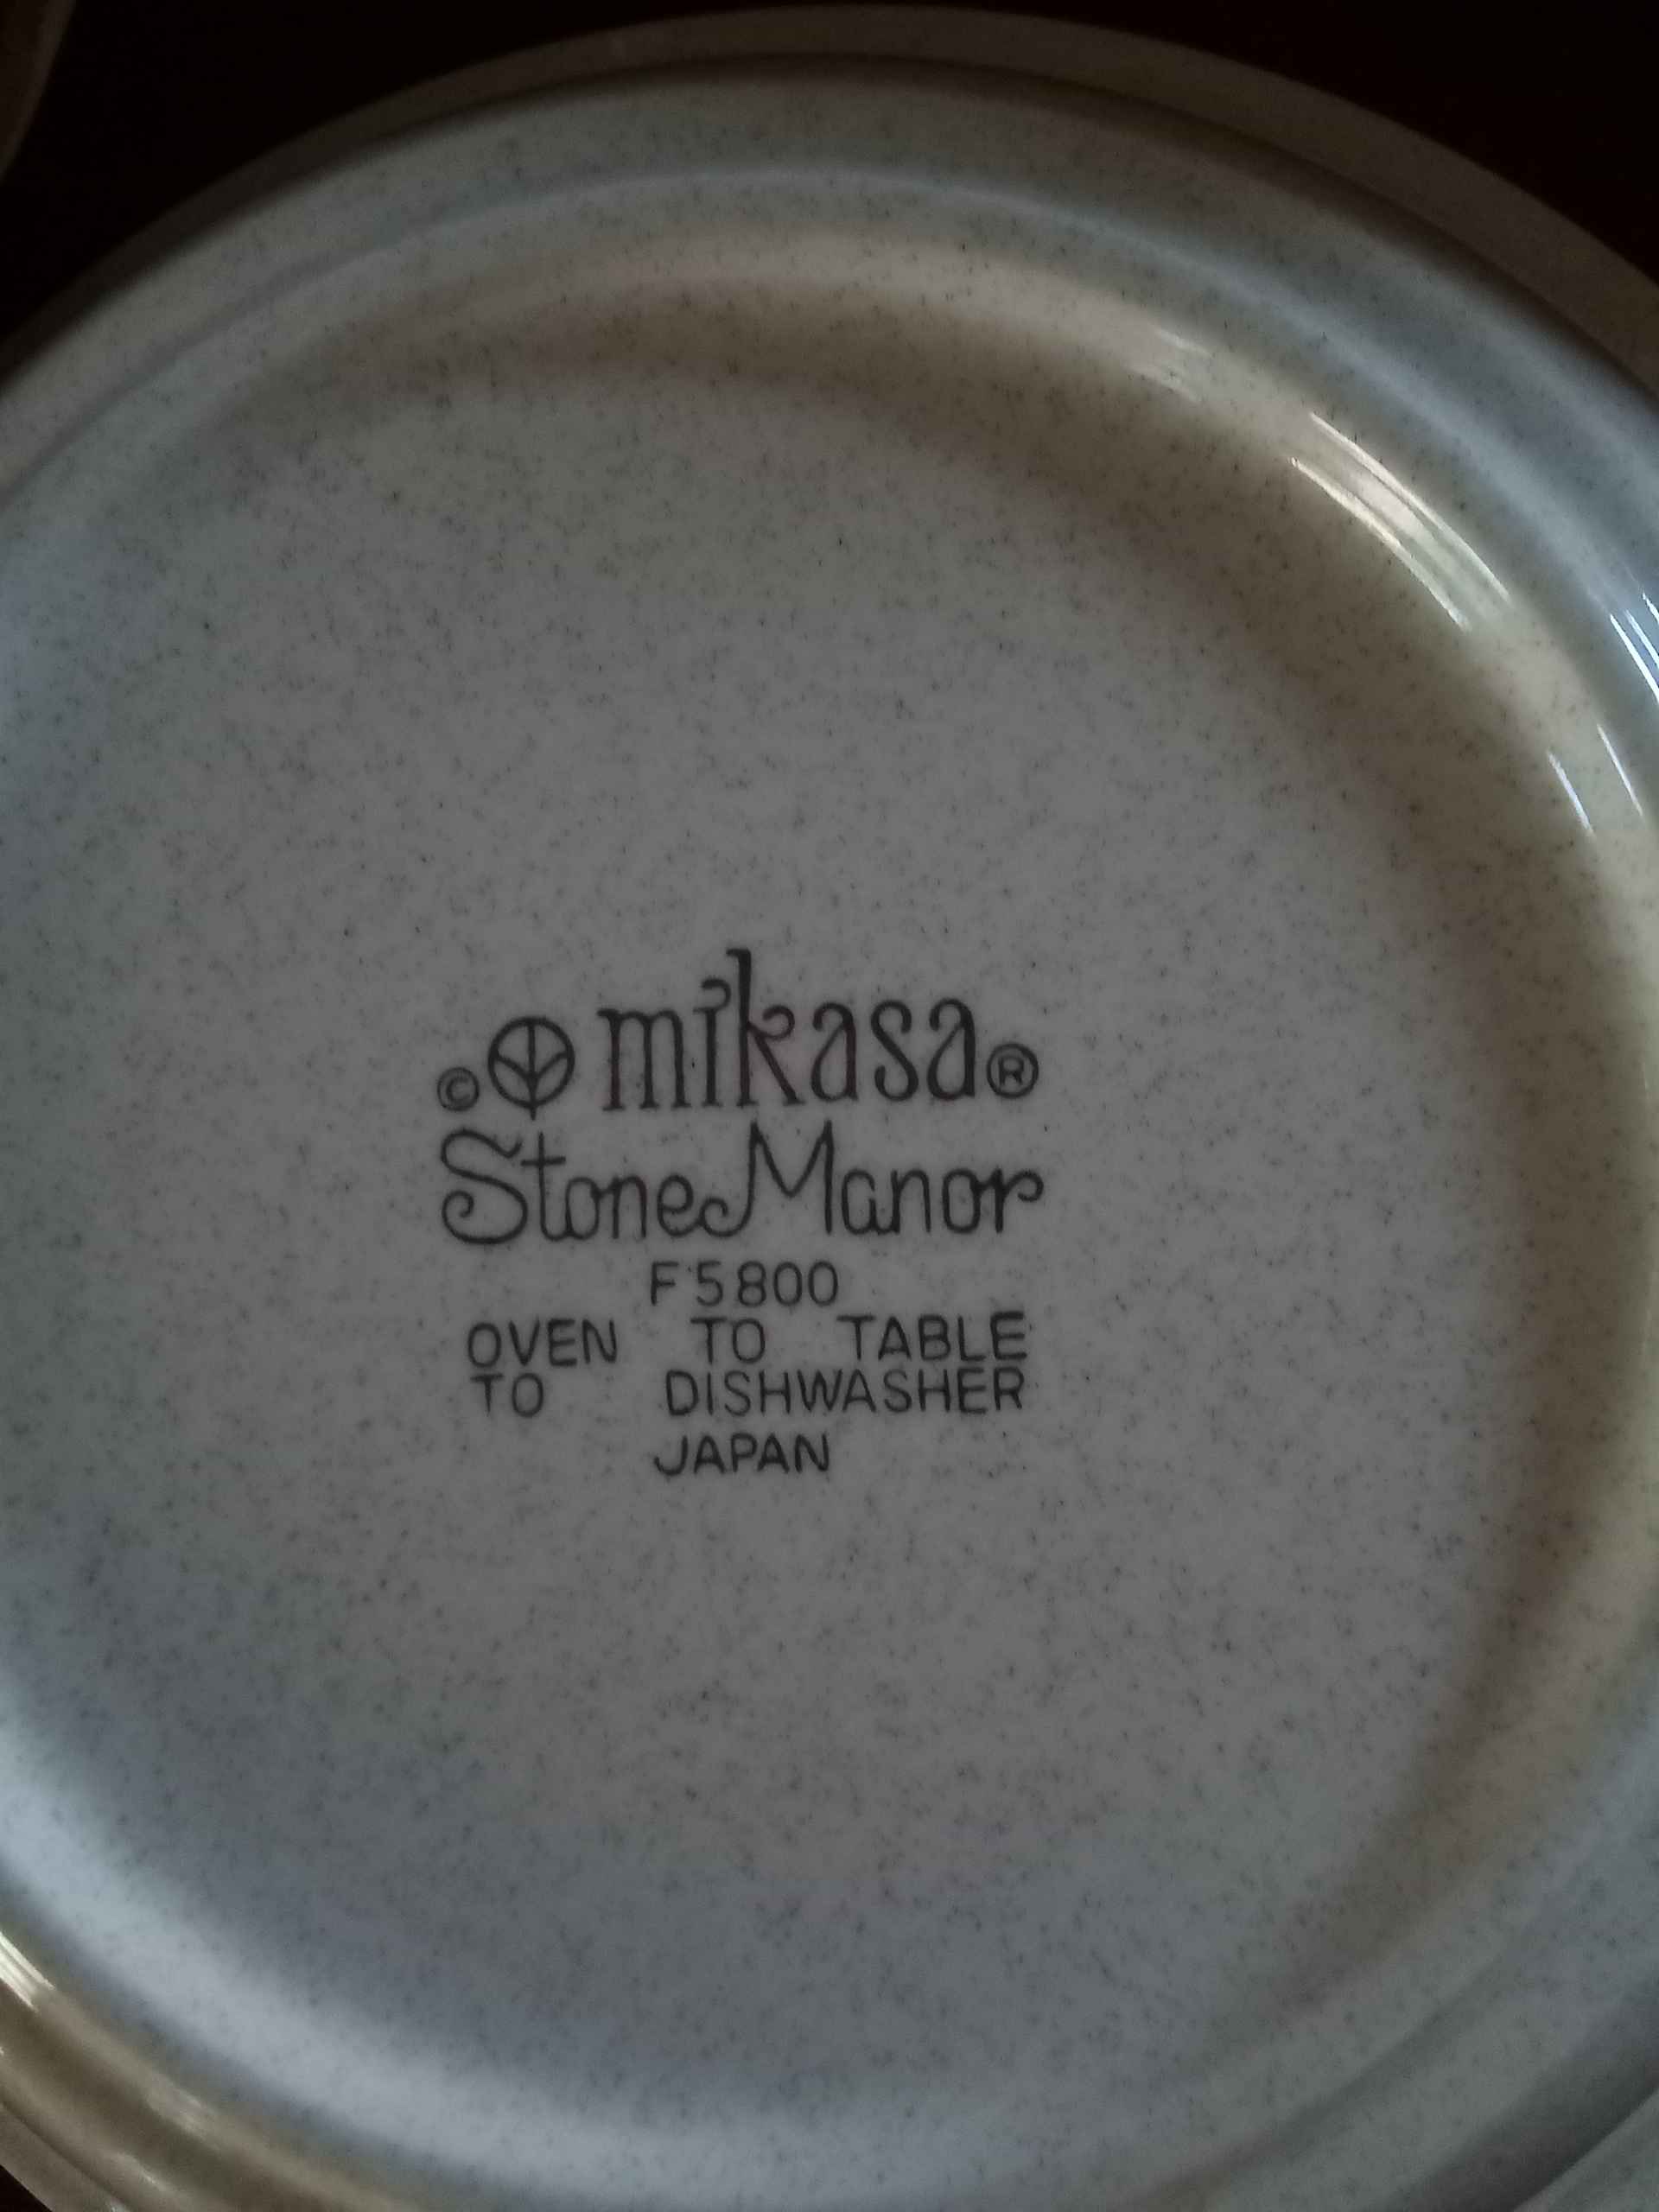 © mikasa®
Stone Manor
F5800
OVEN TO TABLE
TO DISHWASHER
JAPAN